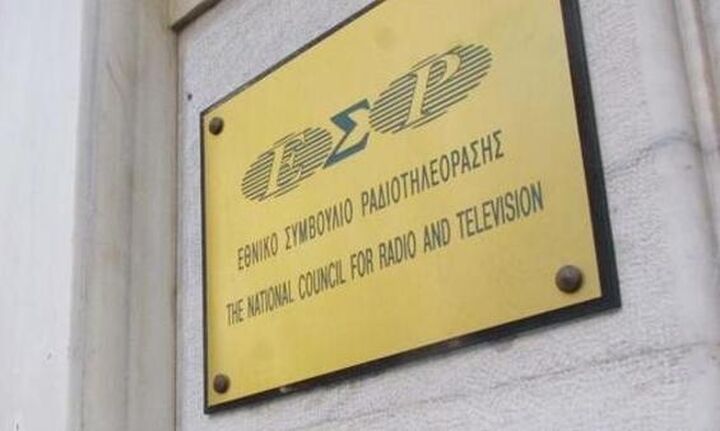 ΕΣΡ
ΕΘΝΙΚΟ ΣΥΜΒΟΥΛΙΟ ΡΑΔΙΟΤΗΛΕΟΡΑΣΗΣ
THE NATIONAL COUNCIL FOR RADIO AND TELEVISION